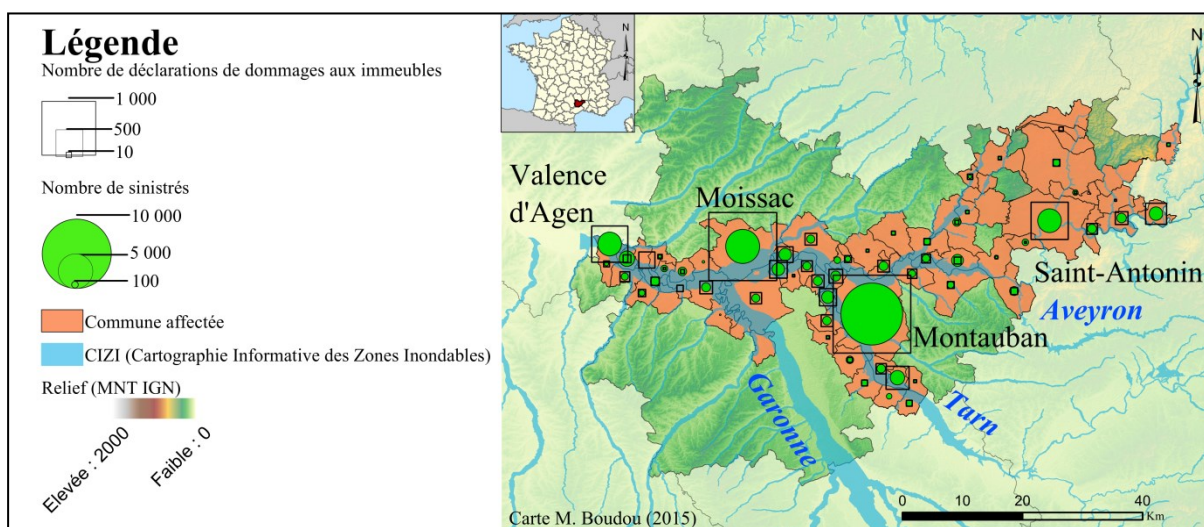 Légende
Nombre de déclarations de dommages aux immeubles
1 000
500
10
Nombre de sinistrés
10 000
5 000
100
Commune affectée
CIZI (Cartographie Informative des Zones Inondables)
Relief (MNT IGN)
Elevée : 2000
Faible : 0
N
N
Valence
d'Agen
Moissac
Saint-Antonin
Aveyron
Montauban
Garonne
Tarn
0 20 40
Km
Carte M. Boudou (2015)